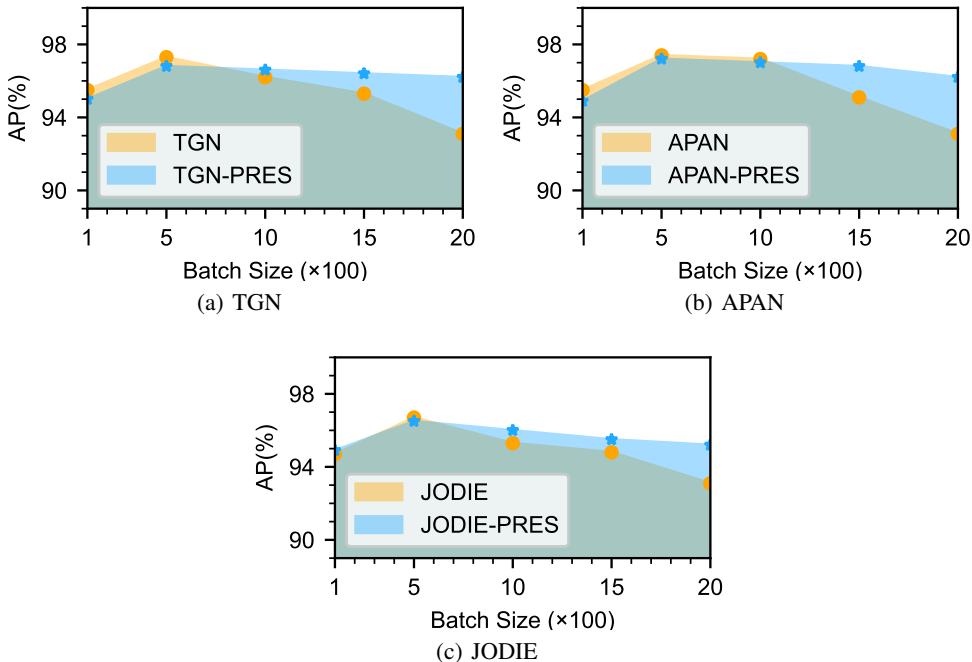 98
94
90
AP(%)
TGN
TGN-PRES
1 5 10 15 20
Batch Size (×100)
(a) TGN
98
94
90
AP(%)
APAN
APAN-PRES
1 5 10 15 20
Batch Size (×100)
(b) APAN
98
94
90
AP(%)
JODIE
JODIE-PRES
1 5 10 15 20
Batch Size (×100)
(c) JODIE